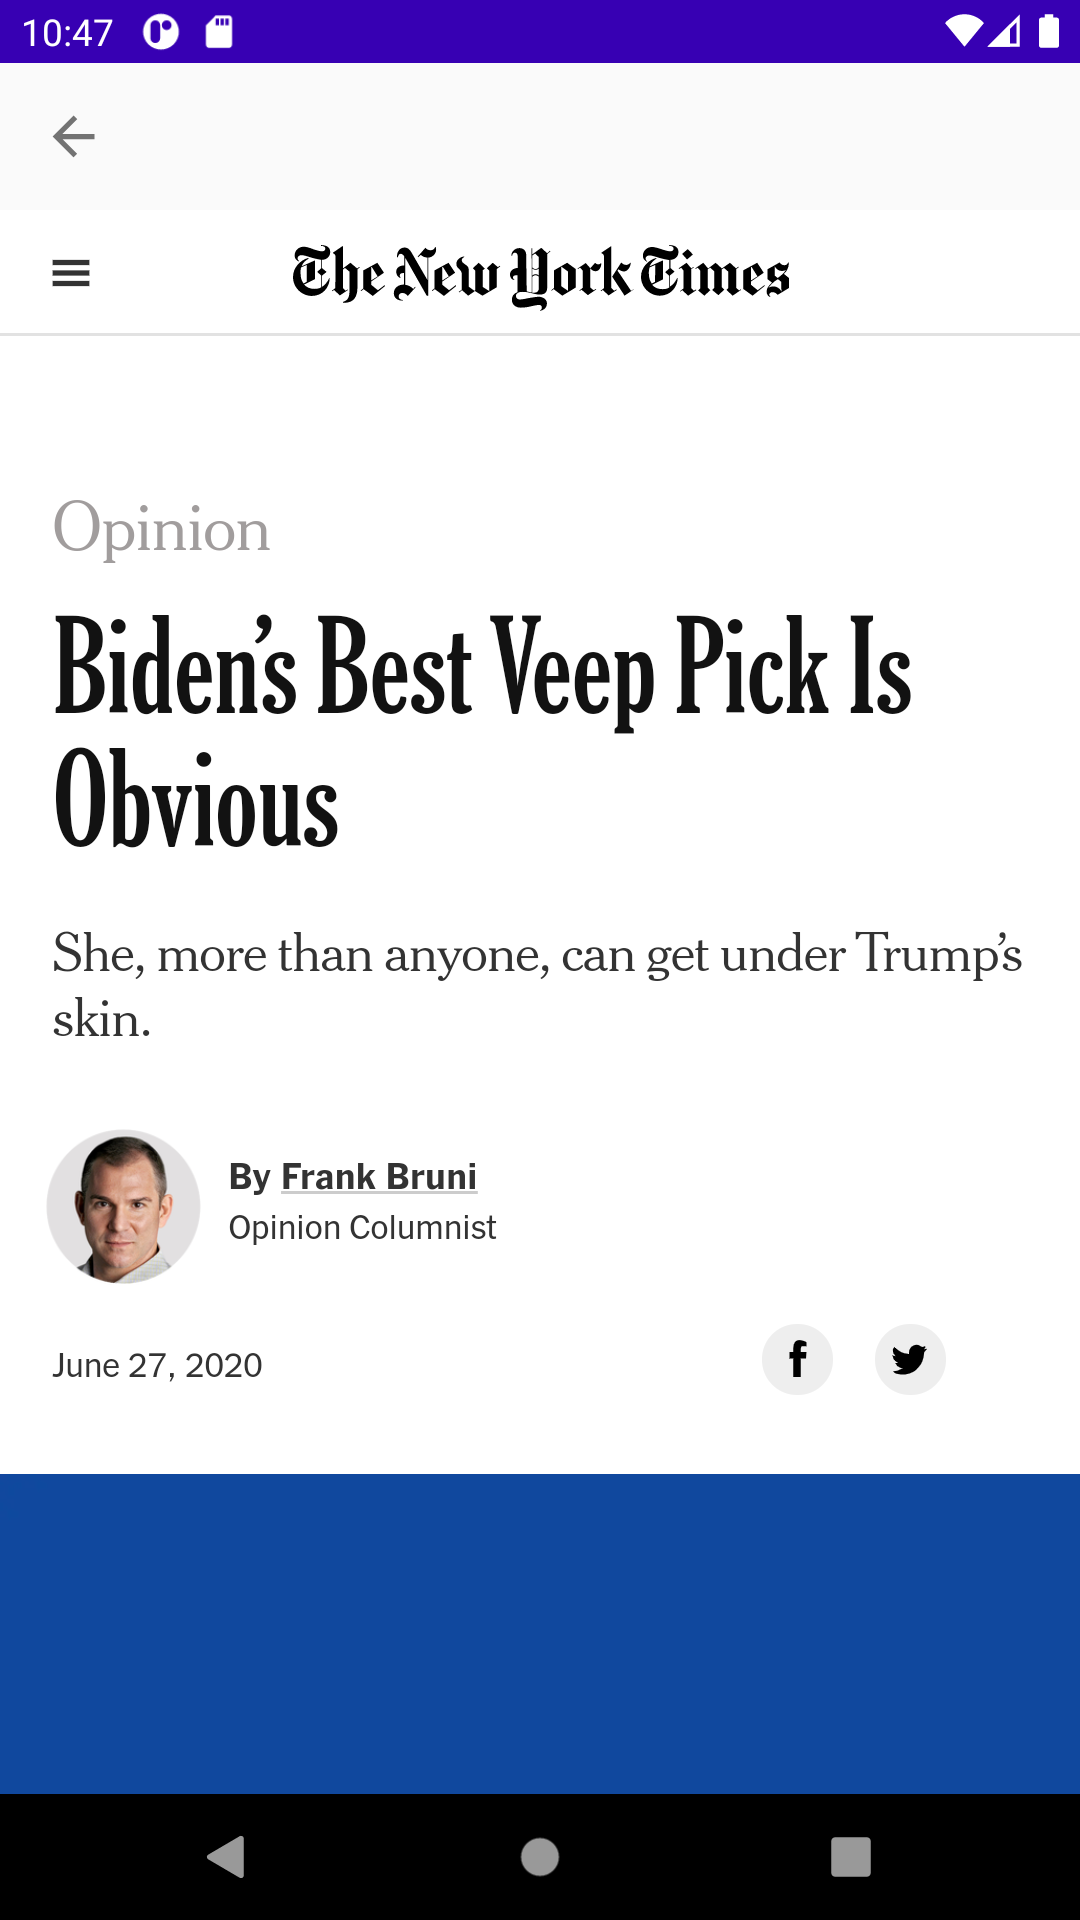 10:47
The New York Times
Opinion
Biden’s Best Veep Pick Is
Obvious
She, more than anyone, can get under Trump’s
skin.
By Frank Bruni
Opinion Columnist
June 27, 2020